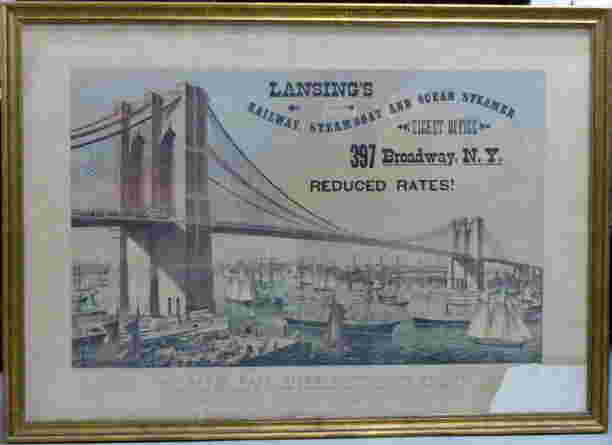 LANSING'S
RAILWAY, STEAMBOAT AND OCEAN STEAMER
TICKET OFFICE
397 Broadway, N. Y.
REDUCED RATES!